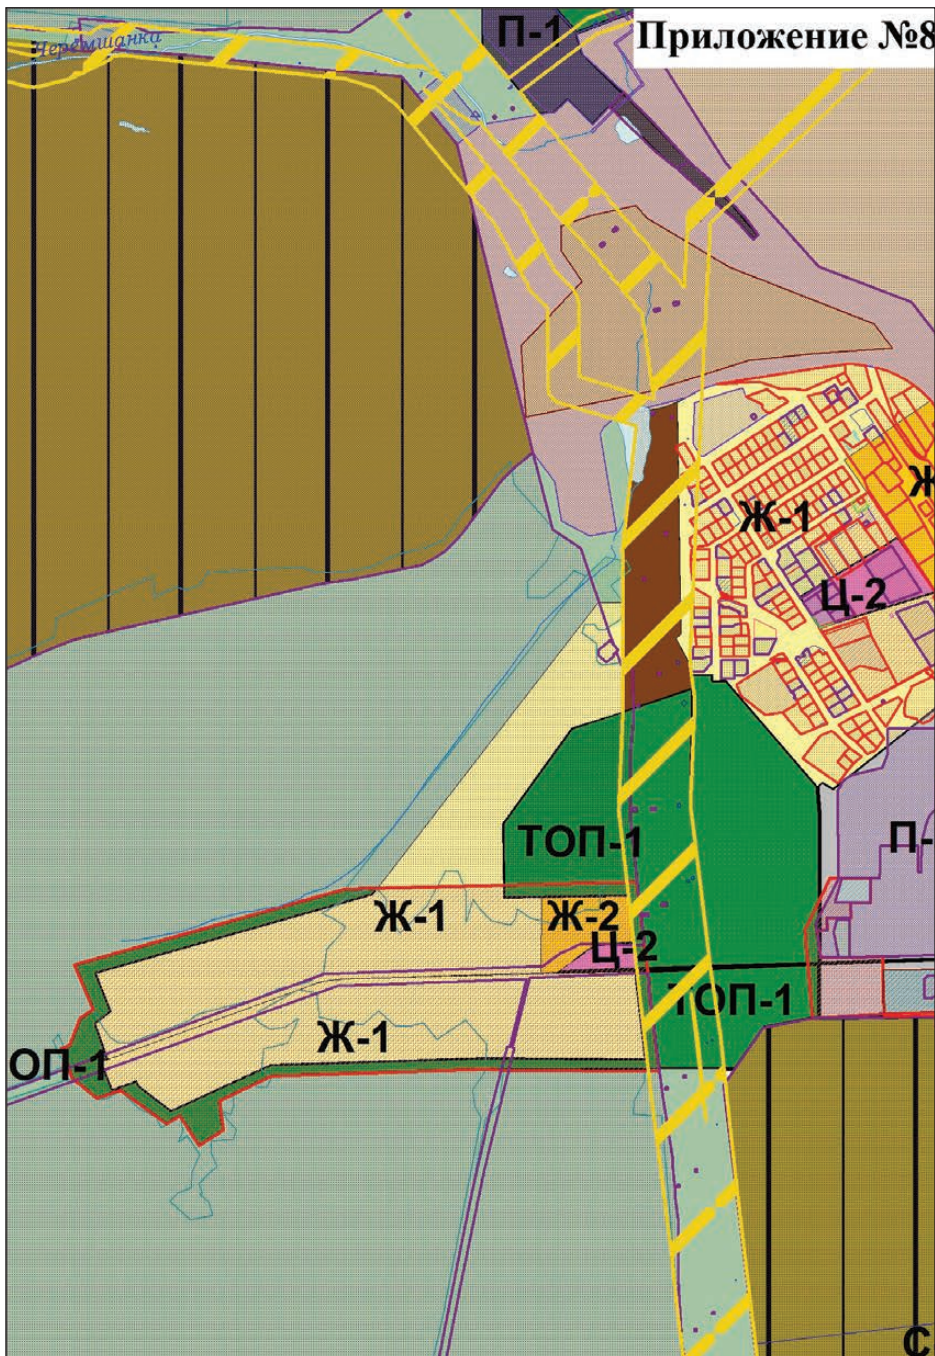 Черемшанка
П-1
Приложение №8
Ж
Ж-1
Ц-2
ТОП-1
П-
Ж-1
Ж-2
Ц-2
ТОП-1
Ж-1
ОП-1
С